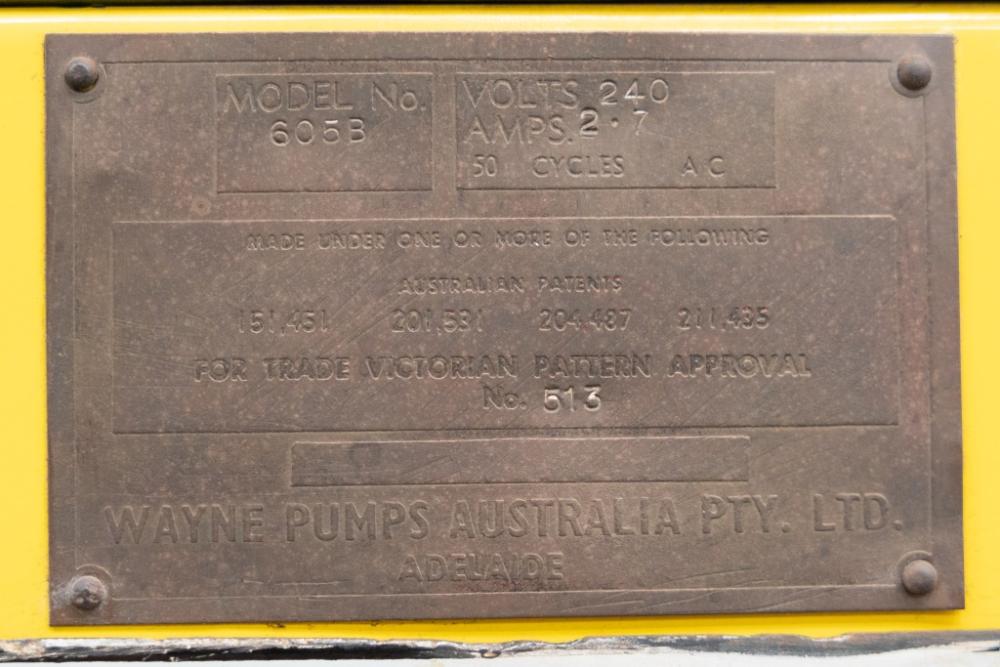 MODEL No.
605B
VOLTS 240
AMPS. 2.7
50 CYCLES AC
MADE UNDER ONE OR MORE OF THE FOLLOWING
AUSTRALIAN PATENTS
151,451 201,531 204,487 211,435
FOR TRADE VICTORIAN PATTERN APPROVAL
No. 513
WAYNE PUMPS AUSTRALIA PTY. LTD.
ADELAIDE